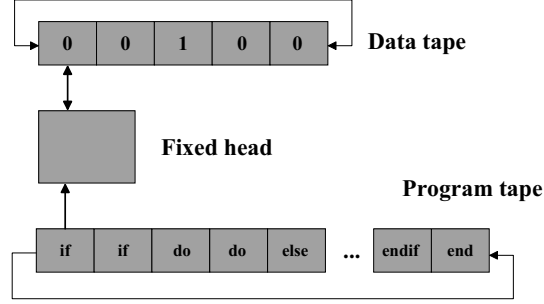 0 0 1 0 0 Data tape
Fixed head
Program tape
if if do do else ... endif end